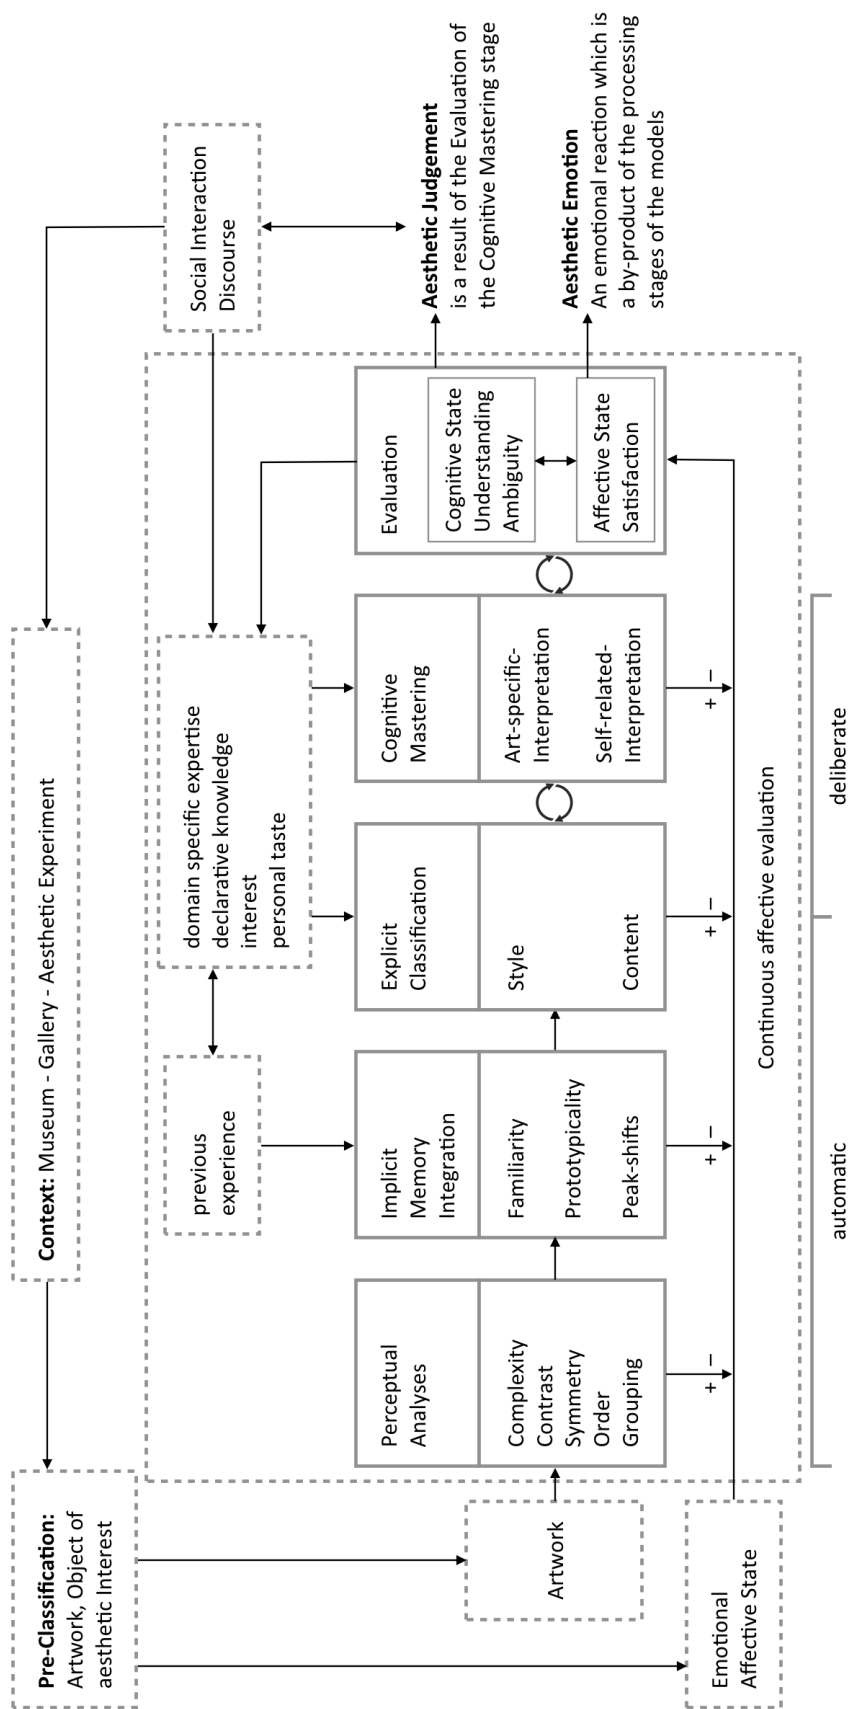 Pre-Classification:
Artwork, Object of
aesthetic Interest
Context: Museum - Gallery - Aesthetic Experiment
Social Interaction
Discourse
previous
experience
domain specific expertise
declarative knowledge
interest
personal taste
Artwork
Perceptual
Analyses
Complexity
Contrast
Symmetry
Order
Grouping
Implicit
Memory
Integration
Familiarity
Prototypicality
Peak-shifts
Explicit
Classification
Style
Content
Cognitive
Mastering
Art-specific-
Interpretation
Self-related-
Interpretation
Evaluation
Cognitive State
Understanding
Ambiguity
Affective State
Satisfaction
Aesthetic Judgement
is a result of the Evaluation of
the Cognitive Mastering stage
Aesthetic Emotion
An emotional reaction which is
a by-product of the processing
stages of the models
Emotional
Affective State
+ −
+ −
+ −
+ −
Continuous affective evaluation
automatic
deliberate